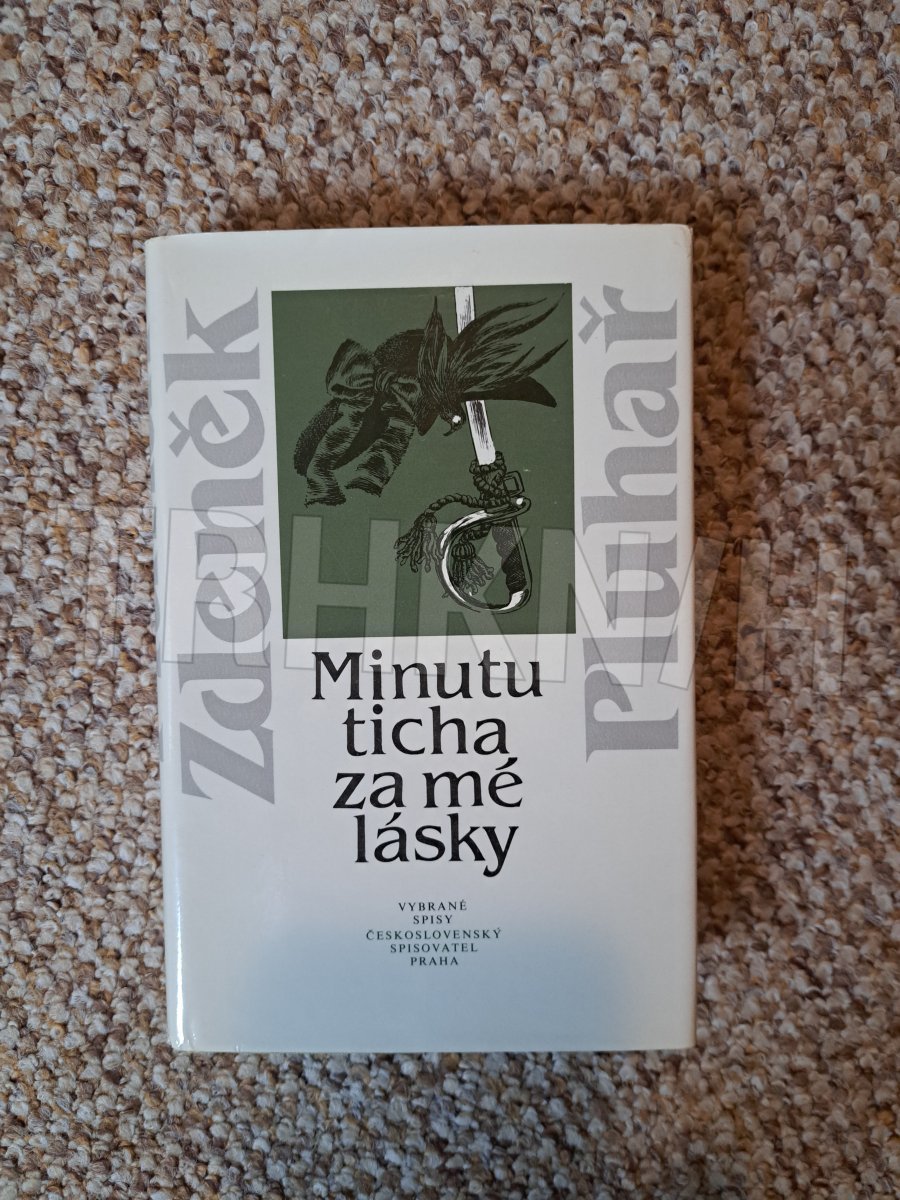 Zdeněk
Pluhař
Minutu
ticha
za mé
lásky
VYBRANÉ
SPISY
ČESKOSLOVENSKÝ
SPISOVATEL
PRAHA